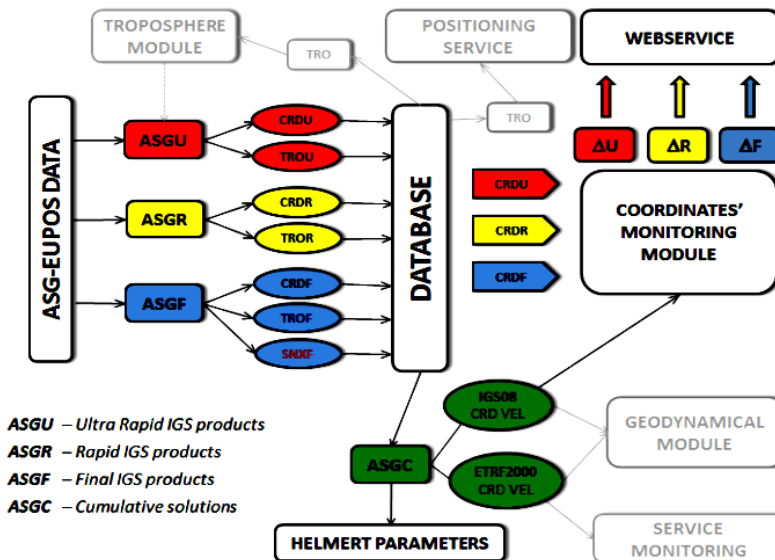 TROPOSPHERE
MODULE
TRO
POSITIONING
SERVICE
TRO
WEBSERVICE
ASG-EUPOS DATA
ASGU
CRDU
TROU
ASGR
CRDR
TROR
ASGF
CRDF
TROF
SNXF
DATABASE
CRDU
CRDR
CRDF
ΔU
ΔR
ΔF
COORDINATES'
MONITORING
MODULE
IGS08
CRD VEL
ETRF2000
CRD VEL
ASGC
GEODYNAMICAL
MODULE
SERVICE
MONITORING
HELMERT PARAMETERS
ASGU – Ultra Rapid IGS products
ASGR – Rapid IGS products
ASGF – Final IGS products
ASGC – Cumulative solutions